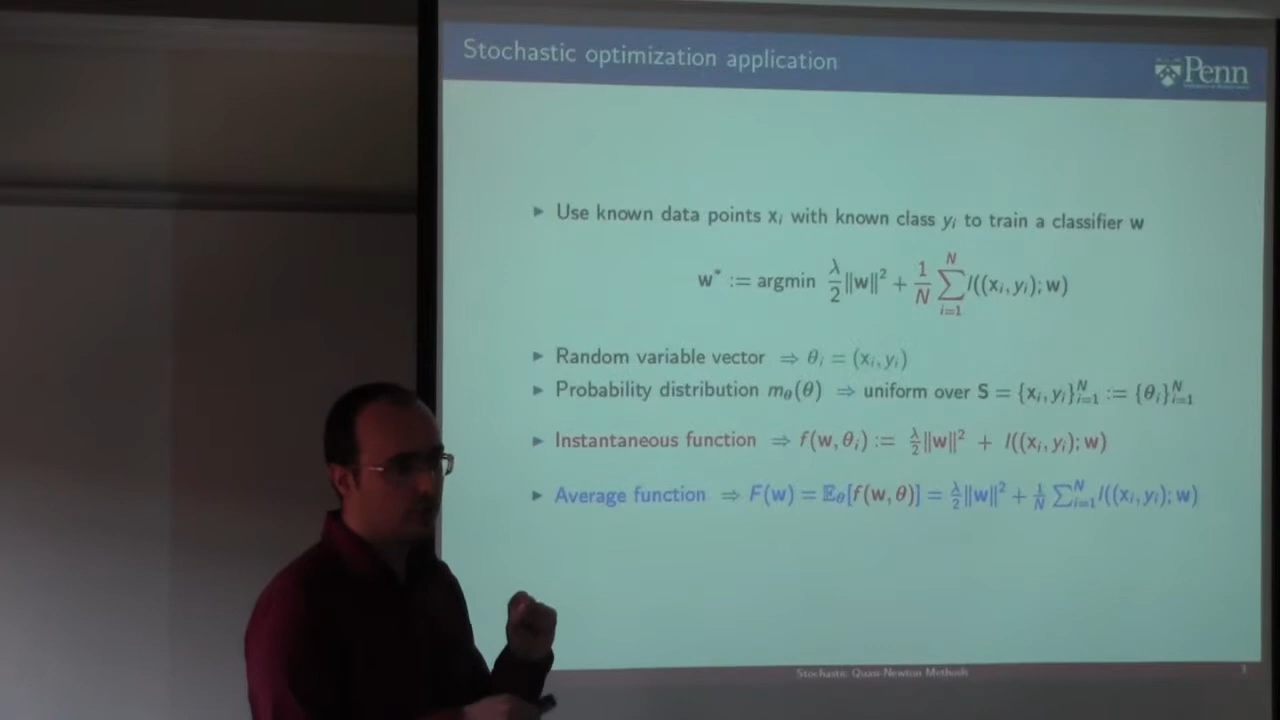 Stochastic optimization application
Penn
► Use known data points xᵢ with known class yᵢ to train a classifier w
w* := argmin λ/2 ‖w‖² + 1/N ∑ᵢ₌₁ᴺ l((xᵢ, yᵢ); w)
► Random variable vector ⇒ θᵢ = (xᵢ, yᵢ)
► Probability distribution m_θ(θ) ⇒ uniform over S = {xᵢ, yᵢ}ᵢ₌₁ᴺ := {θᵢ}ᵢ₌₁ᴺ
► Instantaneous function ⇒ f(w, θᵢ) := λ/2 ‖w‖² + l((xᵢ, yᵢ); w)
► Average function ⇒ F(w) = 𝔼_θ[f(w, θ)] = λ/2 ‖w‖² + 1/N ∑ᵢ₌₁ᴺ l((xᵢ, yᵢ); w)
Stochastic Quasi-Newton Methods 3